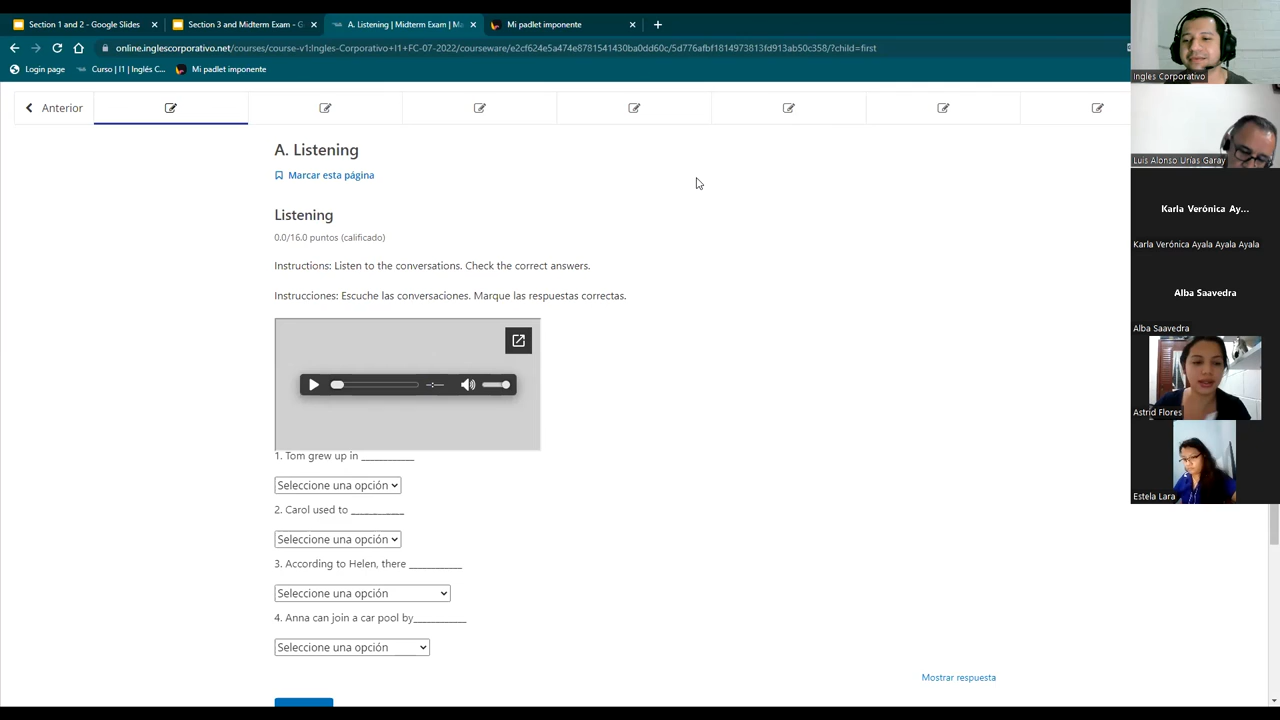 Section 1 and 2 - Google Slides
Section 3 and Midterm Exam - G
A. Listening | Midterm Exam | Ma
Mi padlet imponente
online.inglescorporativo.net/courses/course-v1:Ingles-Corporativo+I1+FC-07-2022/courseware/e2cf624e5a474e8781541430ba0dd60c/5d776afbf1814973813fd913ab50c358/?child=first
Login page
Curso | I1 | Inglés C...
Mi padlet imponente
Anterior
A. Listening
Marcar esta página
Listening
0.0/16.0 puntos (calificado)
Instructions: Listen to the conversations. Check the correct answers.
Instrucciones: Escuche las conversaciones. Marque las respuestas correctas.
1. Tom grew up in ____________
Seleccione una opción
2. Carol used to ____________
Seleccione una opción
3. According to Helen, there ____________
Seleccione una opción
4. Anna can join a car pool by____________
Seleccione una opción
Mostrar respuesta
Ingles Corporativo
Luis Alonso Urías Garay
Karla Verónica Ay...
Karla Verónica Ayala Ayala Ayala
Alba Saavedra
Alba Saavedra
Astrid Flores
Estela Lara